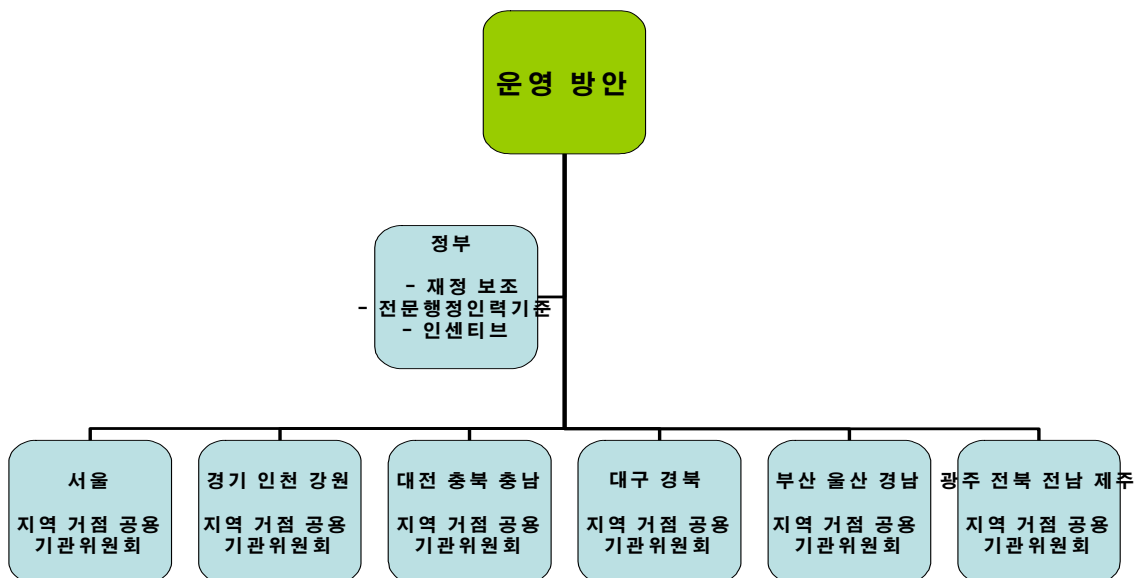 운영 방안
정부
- 재정 보조
- 전문행정인력기준
- 인센티브
서울
지역 거점 공용
기관위원회
경기 인천 강원
지역 거점 공용
기관위원회
대전 충북 충남
지역 거점 공용
기관위원회
대구 경북
지역 거점 공용
기관위원회
부산 울산 경남
지역 거점 공용
기관위원회
광주 전북 전남 제주
지역 거점 공용
기관위원회